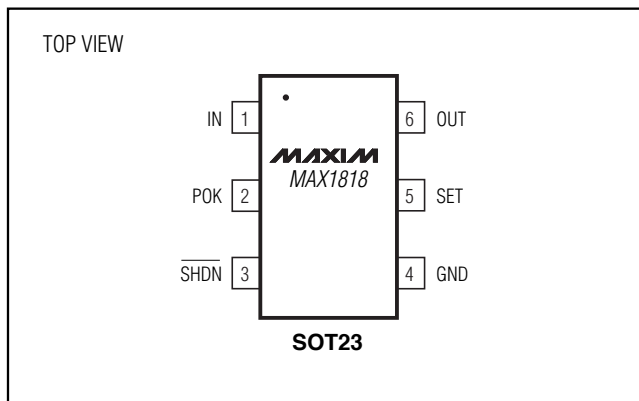 TOP VIEW
IN 1
6 OUT
MAXIM
MAX1818
POK 2
5 SET
SHDN 3
4 GND
SOT23